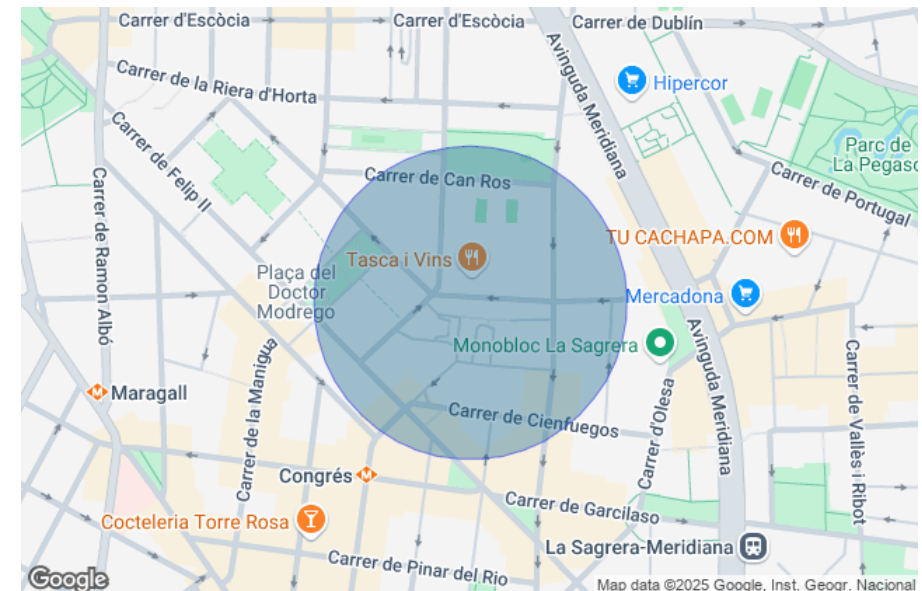 Carrer d'Escòcia
Carrer d'Escòcia
Carrer de Dublín
Avinguda Meridiana
Hipercor
Carrer de la Riera d'Horta
Carrer de Felip II
Parc de
La Pegaso
Carrer de Can Ros
Carrer de Portugal
Carrer de Ramon Albó
TU CACHAPA.COM
Tasca i Vins
Plaça del
Doctor
Modrego
Mercadona
Avinguda Meridiana
Monobloc La Sagrera
Carrer de la Manigua
Carrer de Vallès i Ribot
M Maragall
Carrer d'Olesa
Carrer de Cienfuegos
Congrés M
Carrer de Garcilaso
Cocteleria Torre Rosa
La Sagrera-Meridiana
Carrer de Pinar del Rio
Google
Map data ©2025 Google, Inst. Geogr. Nacional